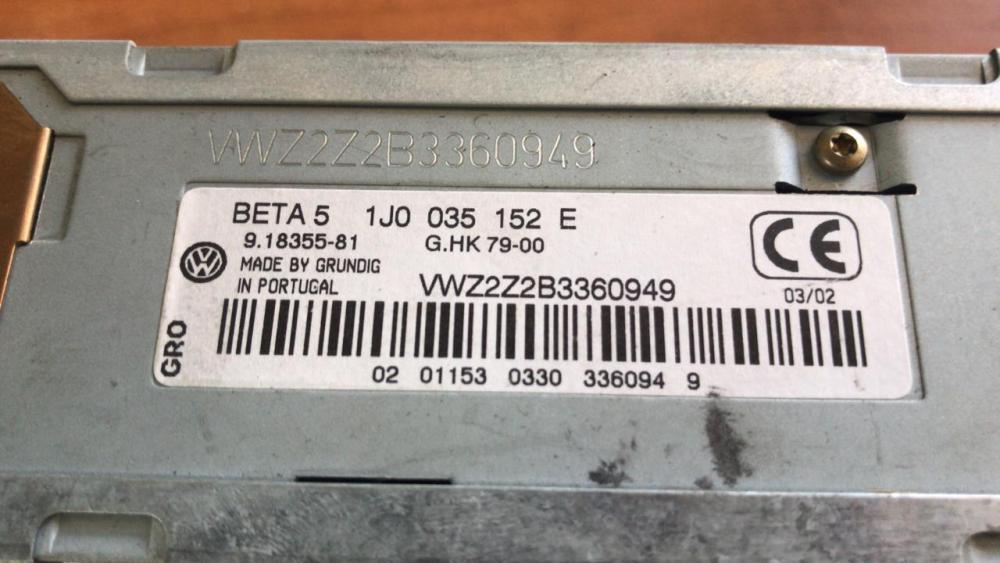 VWZ2Z2B3360949
BETA 5 1J0 035 152 E
9.18355-81 G.HK 79-00
MADE BY GRUNDIG
IN PORTUGAL
VWZ2Z2B3360949
CE
03/02
GRO
02 01153 0330 336094 9